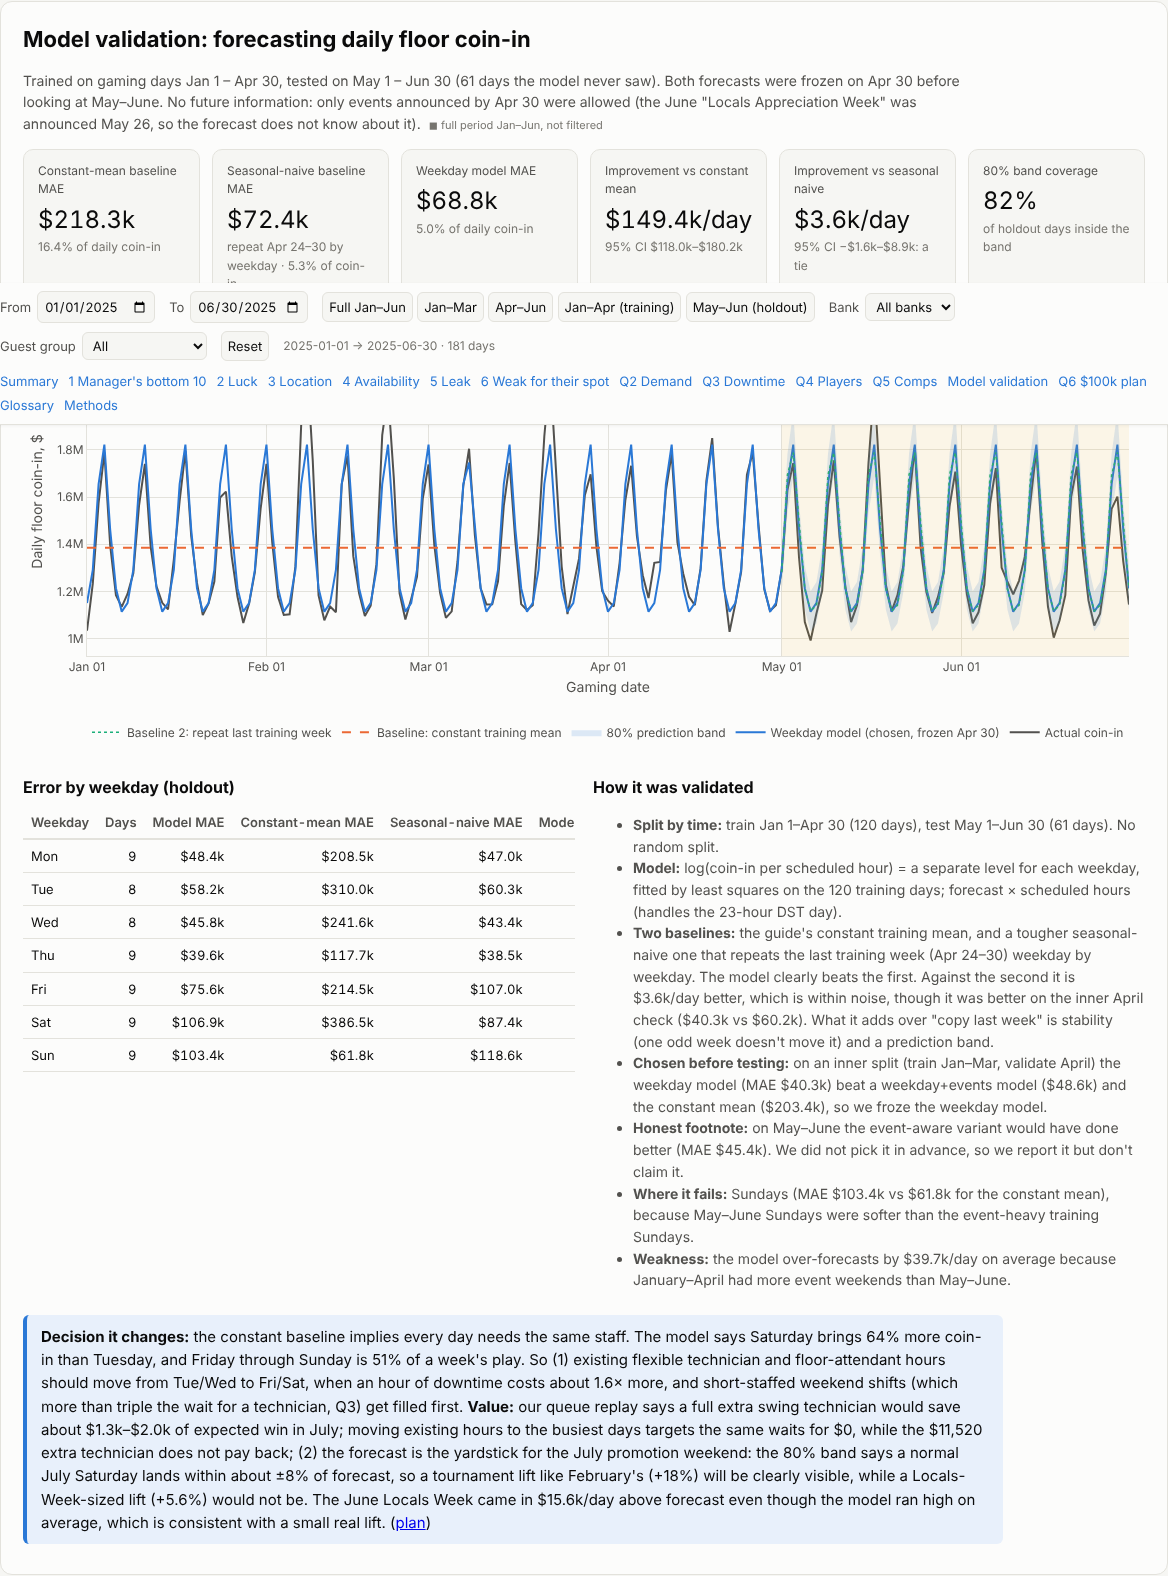 Model validation: forecasting daily floor coin-in
Trained on gaming days Jan 1 – Apr 30, tested on May 1 – Jun 30 (61 days the model never saw). Both forecasts were frozen on Apr 30 before
looking at May–June. No future information: only events announced by Apr 30 were allowed (the June "Locals Appreciation Week" was
announced May 26, so the forecast does not know about it). ■ full period Jan–Jun, not filtered
Constant-mean baseline
MAE
$218.3k
16.4% of daily coin-in
Seasonal-naive baseline
MAE
$72.4k
repeat Apr 24–30 by
weekday · 5.3% of coin-
Weekday model MAE
$68.8k
5.0% of daily coin-in
Improvement vs constant
mean
$149.4k/day
95% CI $118.0k–$180.2k
Improvement vs seasonal
naive
$3.6k/day
95% CI −$1.6k–$8.9k: a
tie
80% band coverage
82%
of holdout days inside the
band
From 01/01/2025 To 06/30/2025 Full Jan–Jun Jan–Mar Apr–Jun Jan–Apr (training) May–Jun (holdout) Bank All banks
Guest group All Reset 2025-01-01 → 2025-06-30 · 181 days
Summary 1 Manager's bottom 10 2 Luck 3 Location 4 Availability 5 Leak 6 Weak for their spot Q2 Demand Q3 Downtime Q4 Players Q5 Comps Model validation Q6 $100k plan
Glossary Methods
Daily floor coin-in, $
1.8M
1.6M
1.4M
1.2M
1M
Jan 01 Feb 01 Mar 01 Apr 01 May 01 Jun 01
Gaming date
Baseline 2: repeat last training week Baseline: constant training mean 80% prediction band Weekday model (chosen, frozen Apr 30) Actual coin-in
Error by weekday (holdout)
Weekday Days Model MAE Constant-mean MAE Seasonal-naive MAE Mode
Mon 9 $48.4k $208.5k $47.0k
Tue 8 $58.2k $310.0k $60.3k
Wed 8 $45.8k $241.6k $43.4k
Thu 9 $39.6k $117.7k $38.5k
Fri 9 $75.6k $214.5k $107.0k
Sat 9 $106.9k $386.5k $87.4k
Sun 9 $103.4k $61.8k $118.6k
How it was validated
• Split by time: train Jan 1–Apr 30 (120 days), test May 1–Jun 30 (61 days). No
random split.
• Model: log(coin-in per scheduled hour) = a separate level for each weekday,
fitted by least squares on the 120 training days; forecast × scheduled hours
(handles the 23-hour DST day).
• Two baselines: the guide's constant training mean, and a tougher seasonal-
naive one that repeats the last training week (Apr 24–30) weekday by
weekday. The model clearly beats the first. Against the second it is
$3.6k/day better, which is within noise, though it was better on the inner April
check ($40.3k vs $60.2k). What it adds over "copy last week" is stability
(one odd week doesn't move it) and a prediction band.
• Chosen before testing: on an inner split (train Jan–Mar, validate April) the
weekday model (MAE $40.3k) beat a weekday+events model ($48.6k) and
the constant mean ($203.4k), so we froze the weekday model.
• Honest footnote: on May–June the event-aware variant would have done
better (MAE $45.4k). We did not pick it in advance, so we report it but don't
claim it.
• Where it fails: Sundays (MAE $103.4k vs $61.8k for the constant mean),
because May–June Sundays were softer than the event-heavy training
Sundays.
• Weakness: the model over-forecasts by $39.7k/day on average because
January–April had more event weekends than May–June.
Decision it changes: the constant baseline implies every day needs the same staff. The model says Saturday brings 64% more coin-
in than Tuesday, and Friday through Sunday is 51% of a week's play. So (1) existing flexible technician and floor-attendant hours
should move from Tue/Wed to Fri/Sat, when an hour of downtime costs about 1.6× more, and short-staffed weekend shifts (which
more than triple the wait for a technician, Q3) get filled first. Value: our queue replay says a full extra swing technician would save
about $1.3k–$2.0k of expected win in July; moving existing hours to the busiest days targets the same waits for $0, while the $11,520
extra technician does not pay back; (2) the forecast is the yardstick for the July promotion weekend: the 80% band says a normal
July Saturday lands within about ±8% of forecast, so a tournament lift like February's (+18%) will be clearly visible, while a Locals-
Week-sized lift (+5.6%) would not be. The June Locals Week came in $15.6k/day above forecast even though the model ran high on
average, which is consistent with a small real lift. (plan)